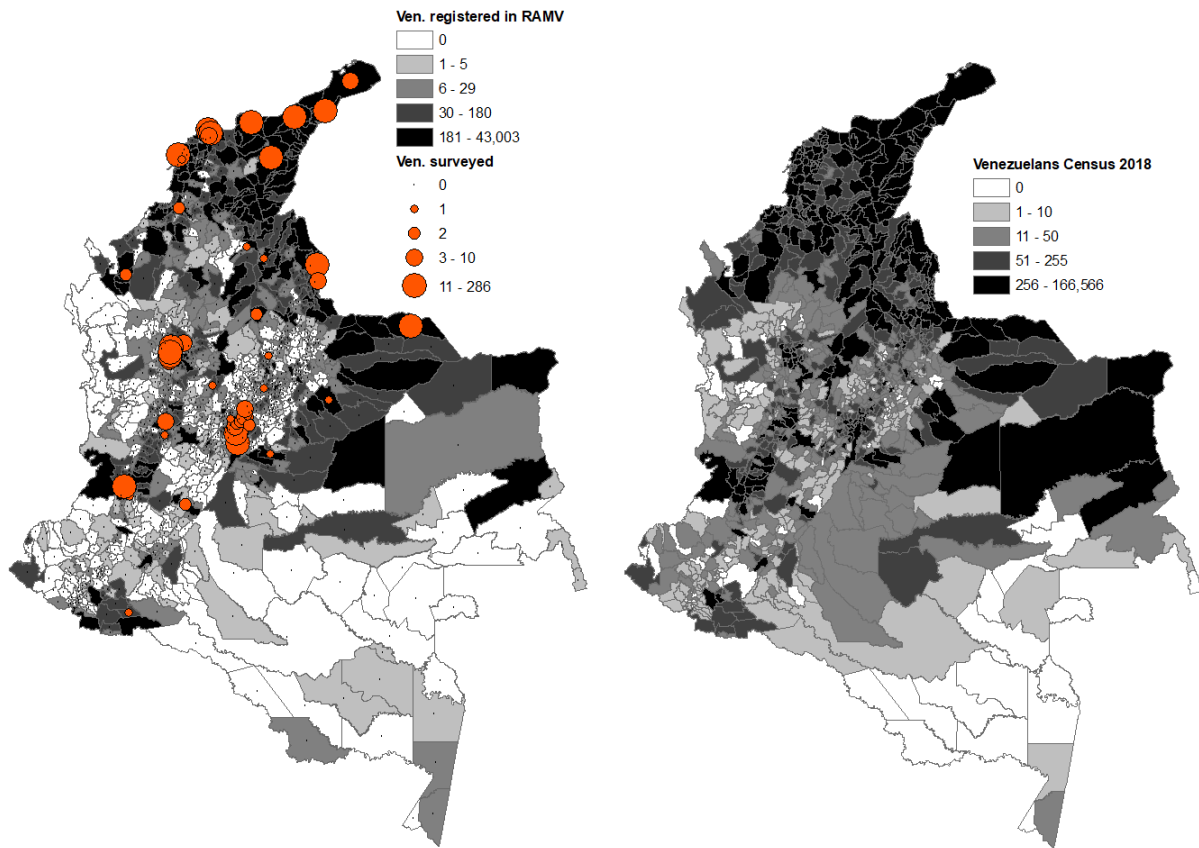 Ven. registered in RAMV
0
1 - 5
6 - 29
30 - 180
181 - 43,003
Ven. surveyed
0
1
2
3 - 10
11 - 286
Venezuelans Census 2018
0
1 - 10
11 - 50
51 - 255
256 - 166,566